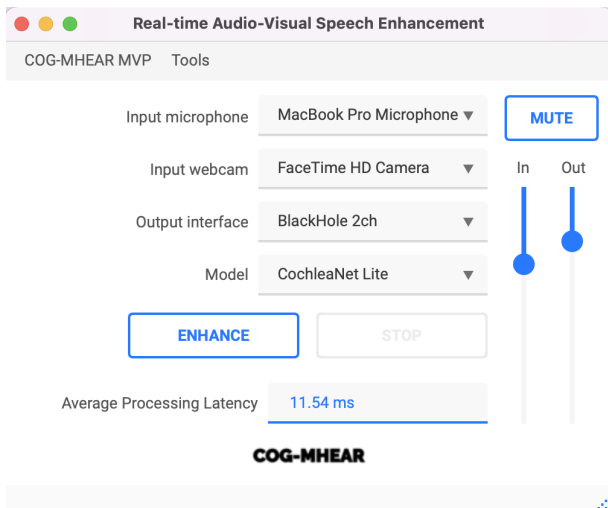 Real-time Audio-Visual Speech Enhancement
COG-MHEAR MVP Tools
Input microphone MacBook Pro Microphone MUTE
Input webcam FaceTime HD Camera In Out
Output interface BlackHole 2ch
Model CochleaNet Lite
ENHANCE STOP
Average Processing Latency 11.54 ms
COG-MHEAR